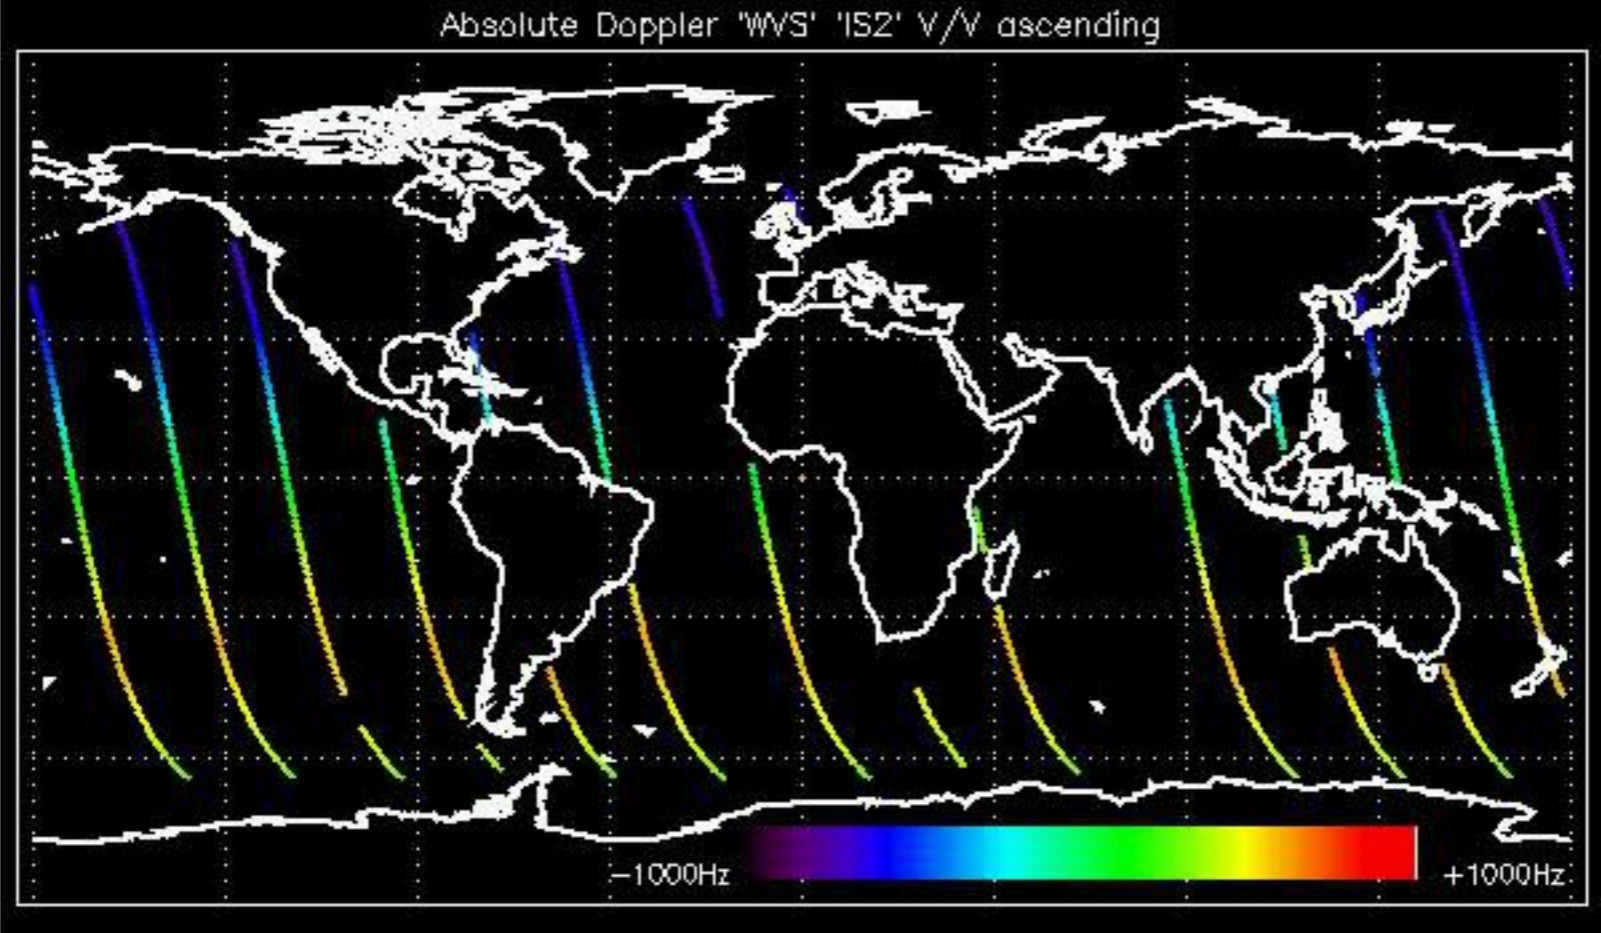 Absolute Doppler 'WVS' 'IS2' V/V ascending
−1000Hz +1000Hz